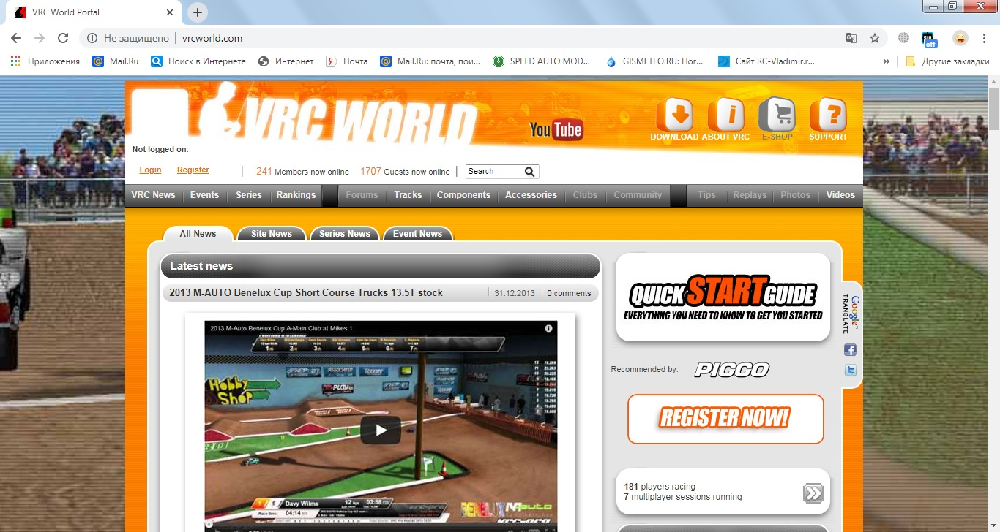 VRC World Portal
Не защищено | vrcworld.com
off
Приложения Mail.Ru Поиск в Интернете Интернет Почта Mail.Ru: почта, пои... SPEED AUTO MOD... GISMETEO.RU: Пог... Сайт RC-Vladimir.r... » Другие закладки
VRC WORLD
YouTube
DOWNLOAD ABOUT VRC E-SHOP SUPPORT
Not logged on.
Login Register | 241 Members now online 1707 Guests now online | Search
VRC News Events Series Rankings Forums Tracks Components Accessories Clubs Community Tips Replays Photos Videos
All News Site News Series News Event News
Latest news
2013 M-AUTO Benelux Cup Short Course Trucks 13.5T stock 31.12.2013 0 comments
2013 M-Auto Benelux Cup A-Main Club at Mikes 1
Hobby
Shop
5 Davy Wilms 12 laps 03:58
Race time: 04:14
QUICK START GUIDE
EVERYTHING YOU NEED TO KNOW TO GET YOU STARTED
Google™
TRANSLATE
Recommended by: PICCO
REGISTER NOW!
181 players racing
7 multiplayer sessions running